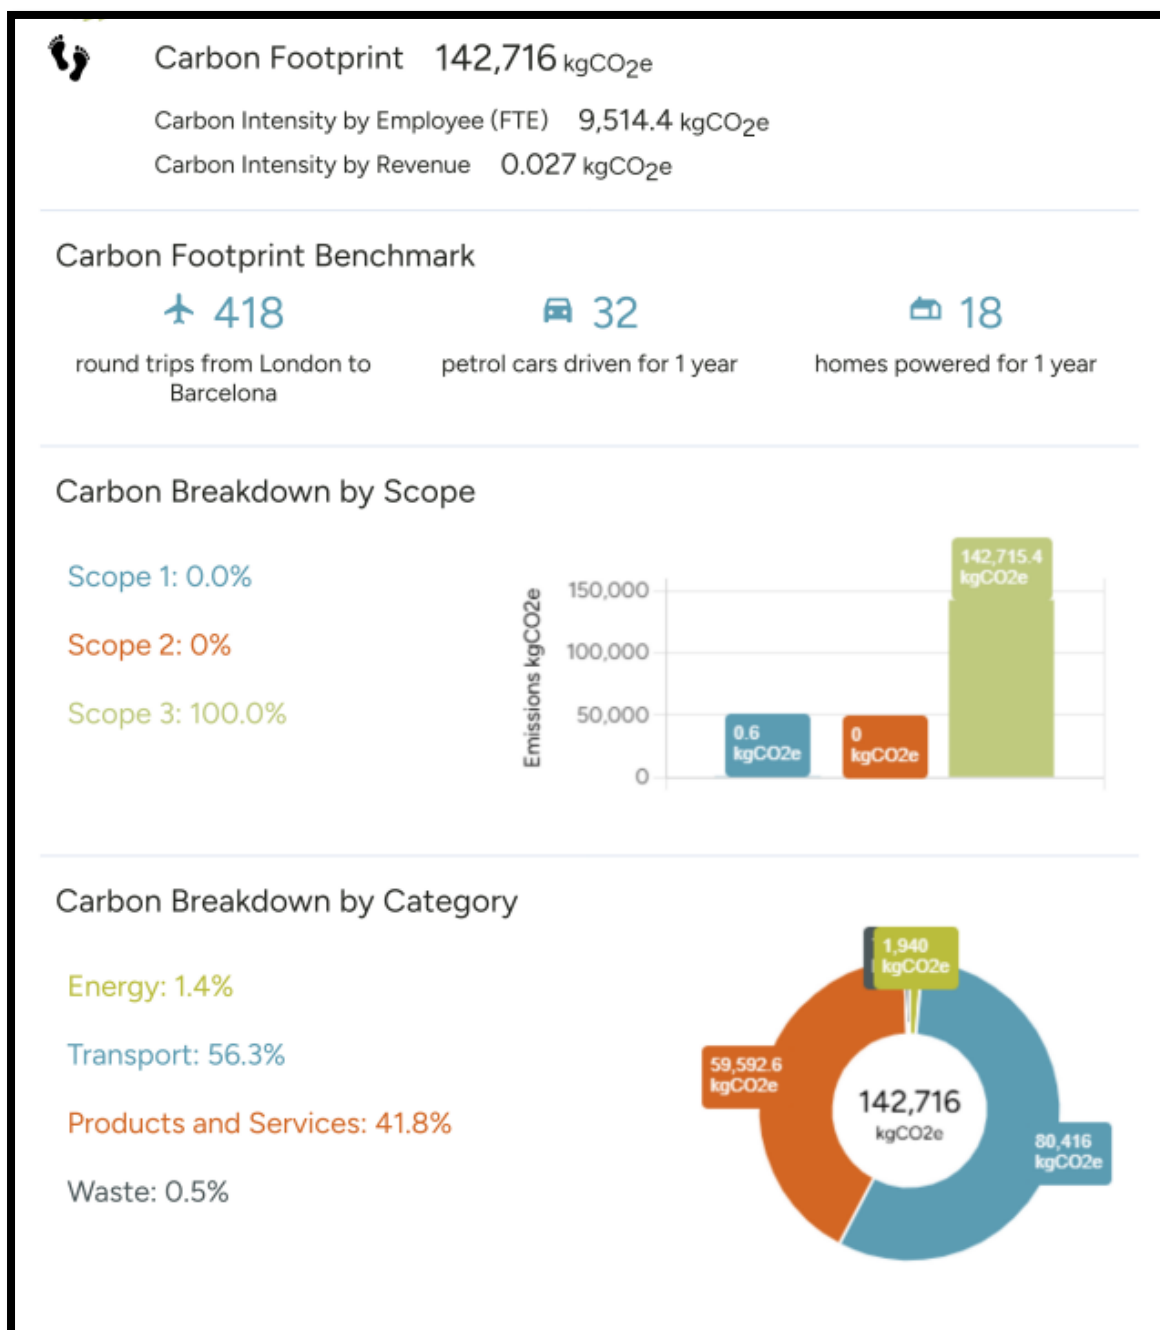 Carbon Footprint 142,716 kgCO2e
Carbon Intensity by Employee (FTE) 9,514.4 kgCO2e
Carbon Intensity by Revenue 0.027 kgCO2e
Carbon Footprint Benchmark
418
round trips from London to
Barcelona
32
petrol cars driven for 1 year
18
homes powered for 1 year
Carbon Breakdown by Scope
Scope 1: 0.0%
Scope 2: 0%
Scope 3: 100.0%
Emissions kgCO2e
150,000
100,000
50,000
0
0.6
kgCO2e
0
kgCO2e
142,715.4
kgCO2e
Carbon Breakdown by Category
Energy: 1.4%
Transport: 56.3%
Products and Services: 41.8%
Waste: 0.5%
1,940
kgCO2e
59,592.6
kgCO2e
142,716
kgCO2e
80,416
kgCO2e